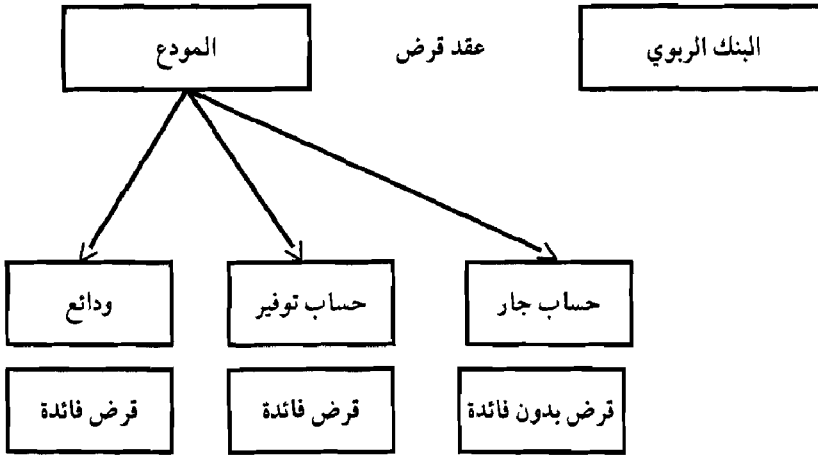 البنك الربوي
عقد قرض
المودع
حساب جار
حساب توفير
ودائع
قرض بدون فائدة
قرض فائدة
قرض فائدة